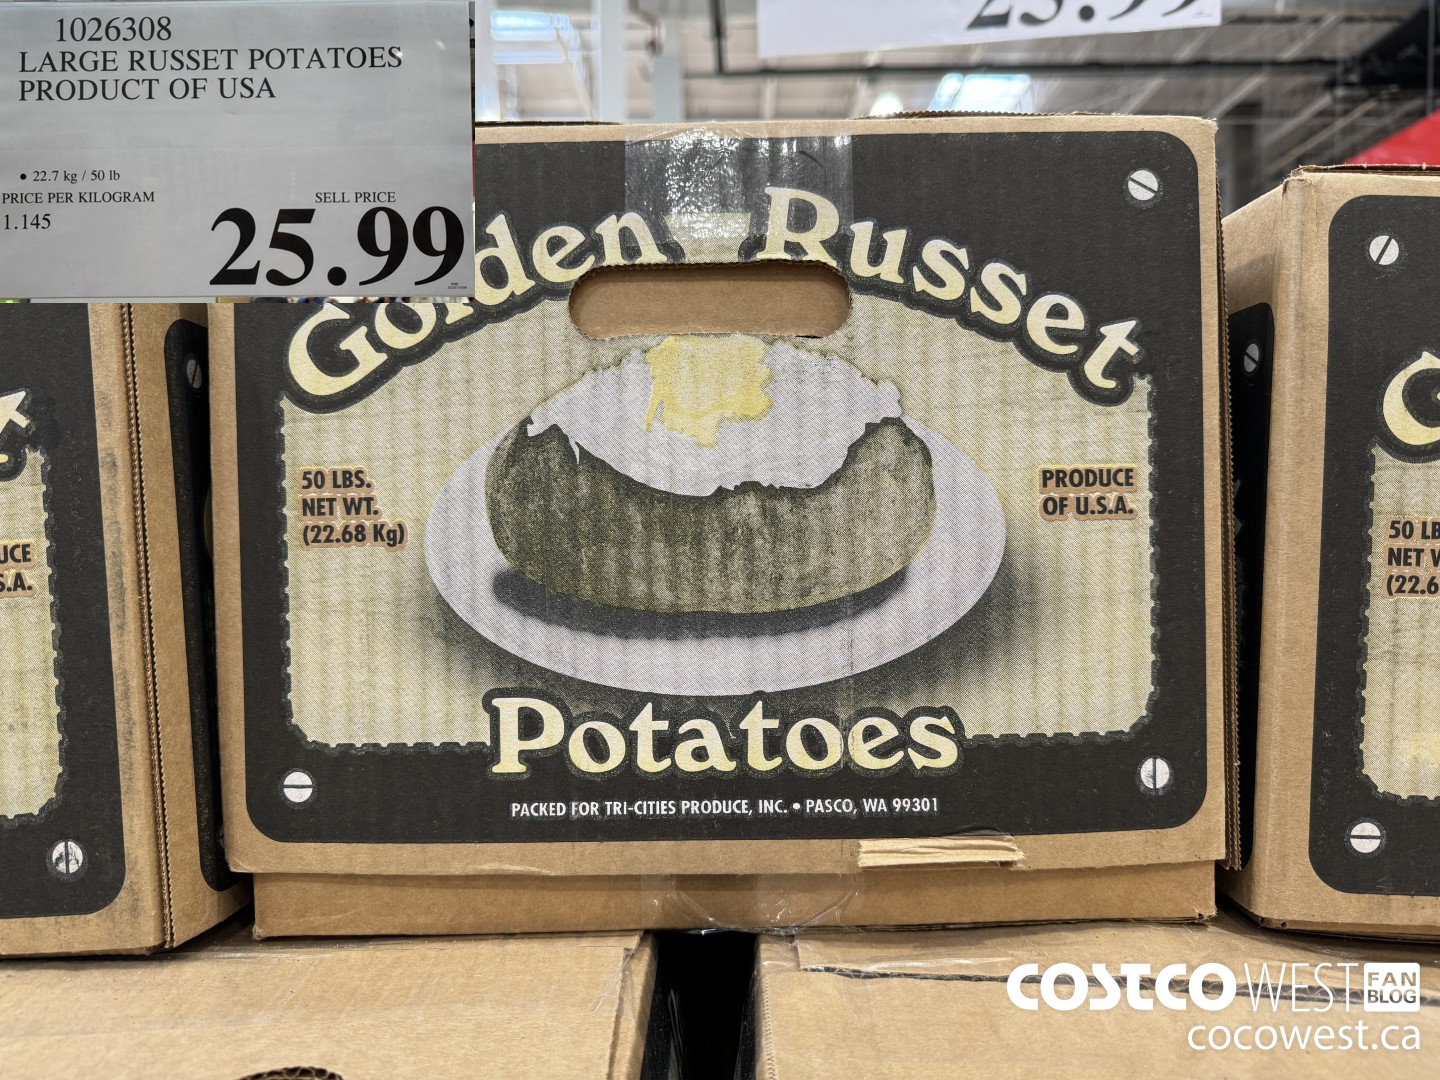 1026308
LARGE RUSSET POTATOES
PRODUCT OF USA
• 22.7 kg / 50 lb
PRICE PER KILOGRAM
1.145
SELL PRICE
25.99
Golden Russet
50 LBS.
NET WT.
(22.68 Kg)
PRODUCE
OF U.S.A.
Potatoes
PACKED FOR TRI-CITIES PRODUCE, INC. • PASCO, WA 99301
50
NET
COSTCO WEST FAN BLOG
cocowest.ca